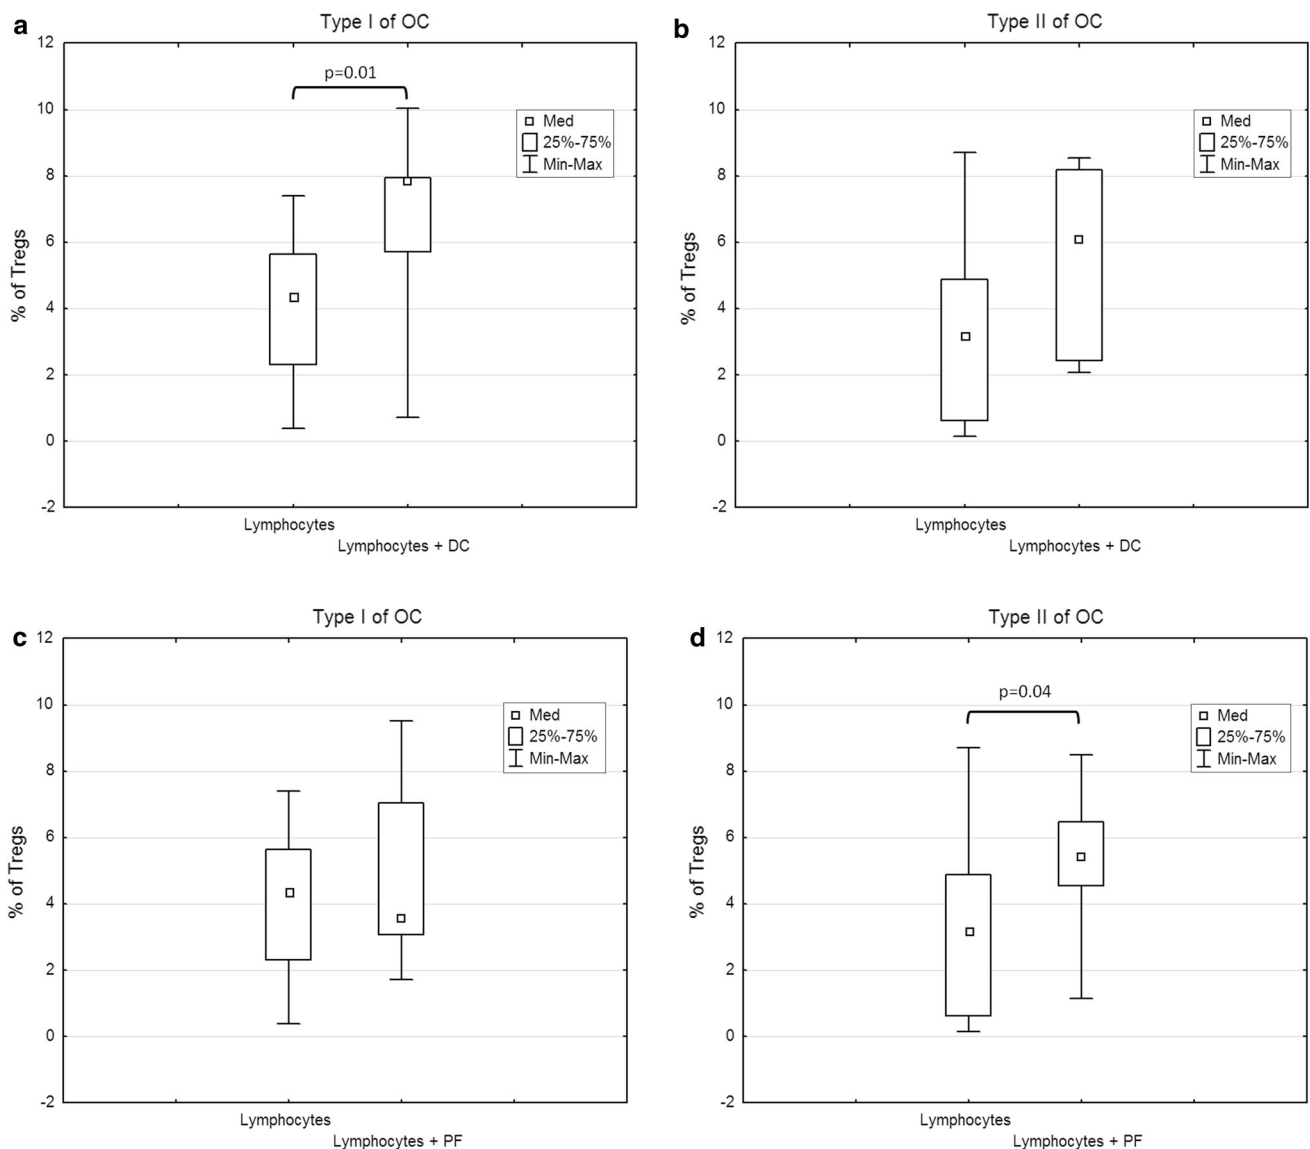 a
Type I of OC
12
10
8
6
4
2
0
-2
% of Tregs
p=0.01
Med
25%-75%
Min-Max
Lymphocytes
Lymphocytes + DC
b
Type II of OC
12
10
8
6
4
2
0
-2
% of Tregs
Med
25%-75%
Min-Max
Lymphocytes
Lymphocytes + DC
c
Type I of OC
12
10
8
6
4
2
0
-2
% of Tregs
Med
25%-75%
Min-Max
Lymphocytes
Lymphocytes + PF
d
Type II of OC
12
10
8
6
4
2
0
-2
% of Tregs
p=0.04
Med
25%-75%
Min-Max
Lymphocytes
Lymphocytes + PF